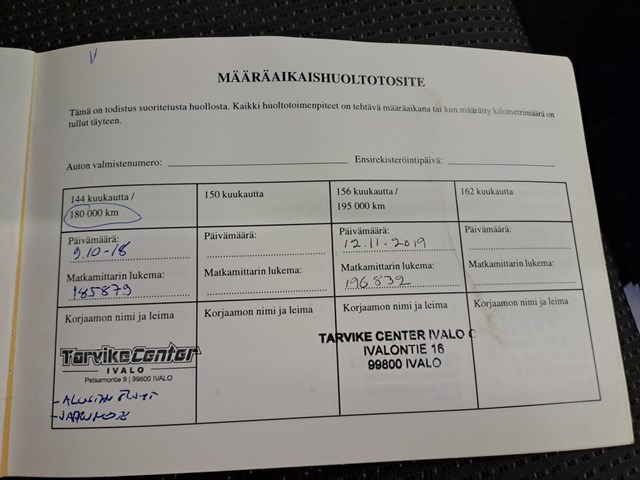 MÄÄRÄAIKAISHUOLTOTOSITE
Tämä on todistus suoritetusta huollosta. Kaikki huoltotoimenpiteet on tehtävä määräaikana tai kun määrätty kilometrimäärä on
tullut täyteen.
Auton valmistenumero:
Ensirekisteröintipäivä:
144 kuukautta /
180 000 km
150 kuukautta
156 kuukautta /
195 000 km
162 kuukautta
Päivämäärä:
9.10-18
Matkamittarin lukema:
185879
Päivämäärä:
Matkamittarin lukema:
Päivämäärä:
12.11-2019
Matkamittarin lukema:
196832
Päivämäärä:
Matkamittarin lukema:
Korjaamon nimi ja leima
TarvikeCenter
IVALO
Petsamontie 9 | 99800 IVALO
Korjaamon nimi ja leima
Korjaamon nimi ja leima
TARVIKE CENTER IVALO
IVALONTIE 16
99800 IVALO
Korjaamon nimi ja leima